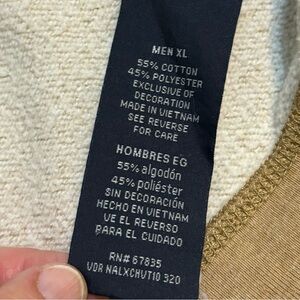 MEN XL
55% COTTON
45% POLYESTER
EXCLUSIVE OF
DECORATION
MADE IN VIETNAM
SEE REVERSE
FOR CARE
HOMBRES EG
55% algodón
45% poliéster
SIN DECORACIÓN
HECHO EN VIETNAM
VE EL REVERSO
PARA EL CUIDADO
RN# 67835
VDR NALXCHUTIO 320